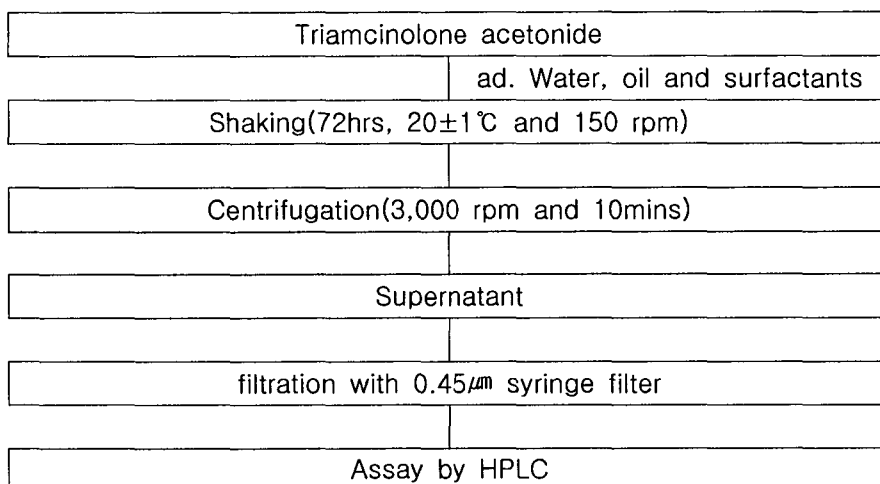 Triamcinolone acetonide
ad. Water, oil and surfactants
Shaking(72hrs, 20±1℃ and 150 rpm)
Centrifugation(3,000 rpm and 10mins)
Supernatant
filtration with 0.45㎛ syringe filter
Assay by HPLC